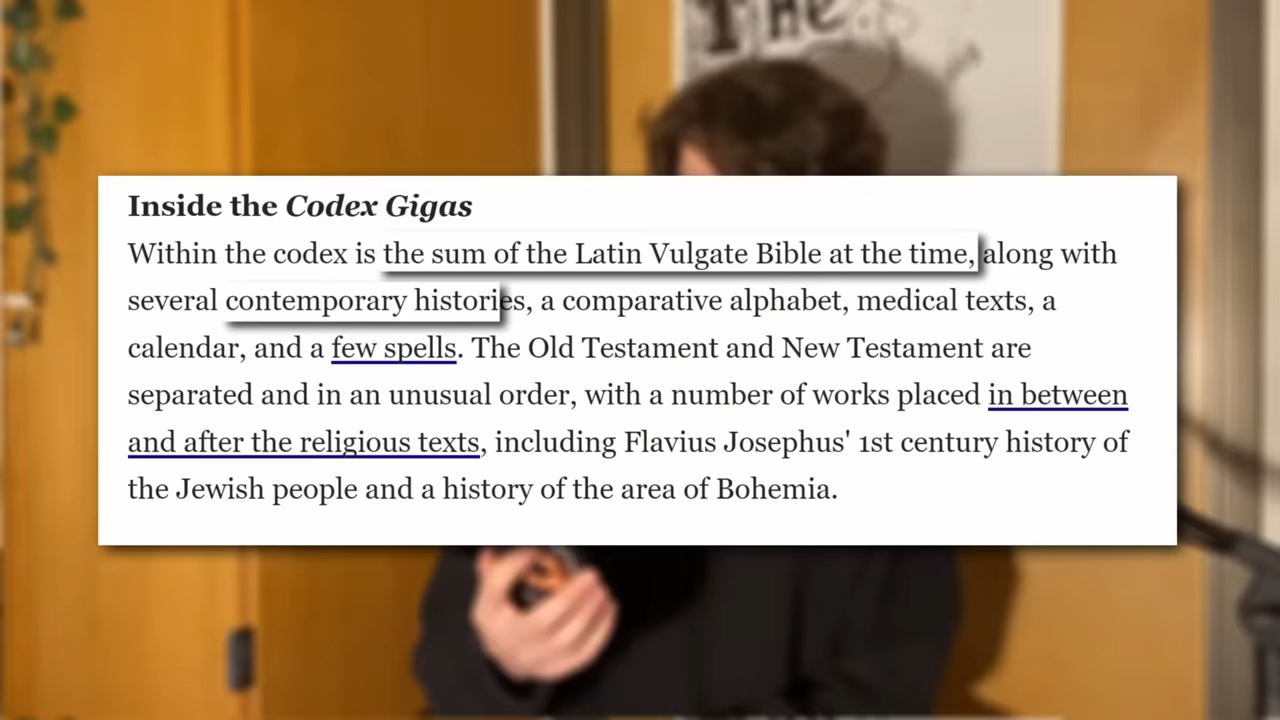 The
Inside the Codex Gigas
Within the codex is the sum of the Latin Vulgate Bible at the time, along with
several contemporary histories, a comparative alphabet, medical texts, a
calendar, and a few spells. The Old Testament and New Testament are
separated and in an unusual order, with a number of works placed in between
and after the religious texts, including Flavius Josephus' 1st century history of
the Jewish people and a history of the area of Bohemia.